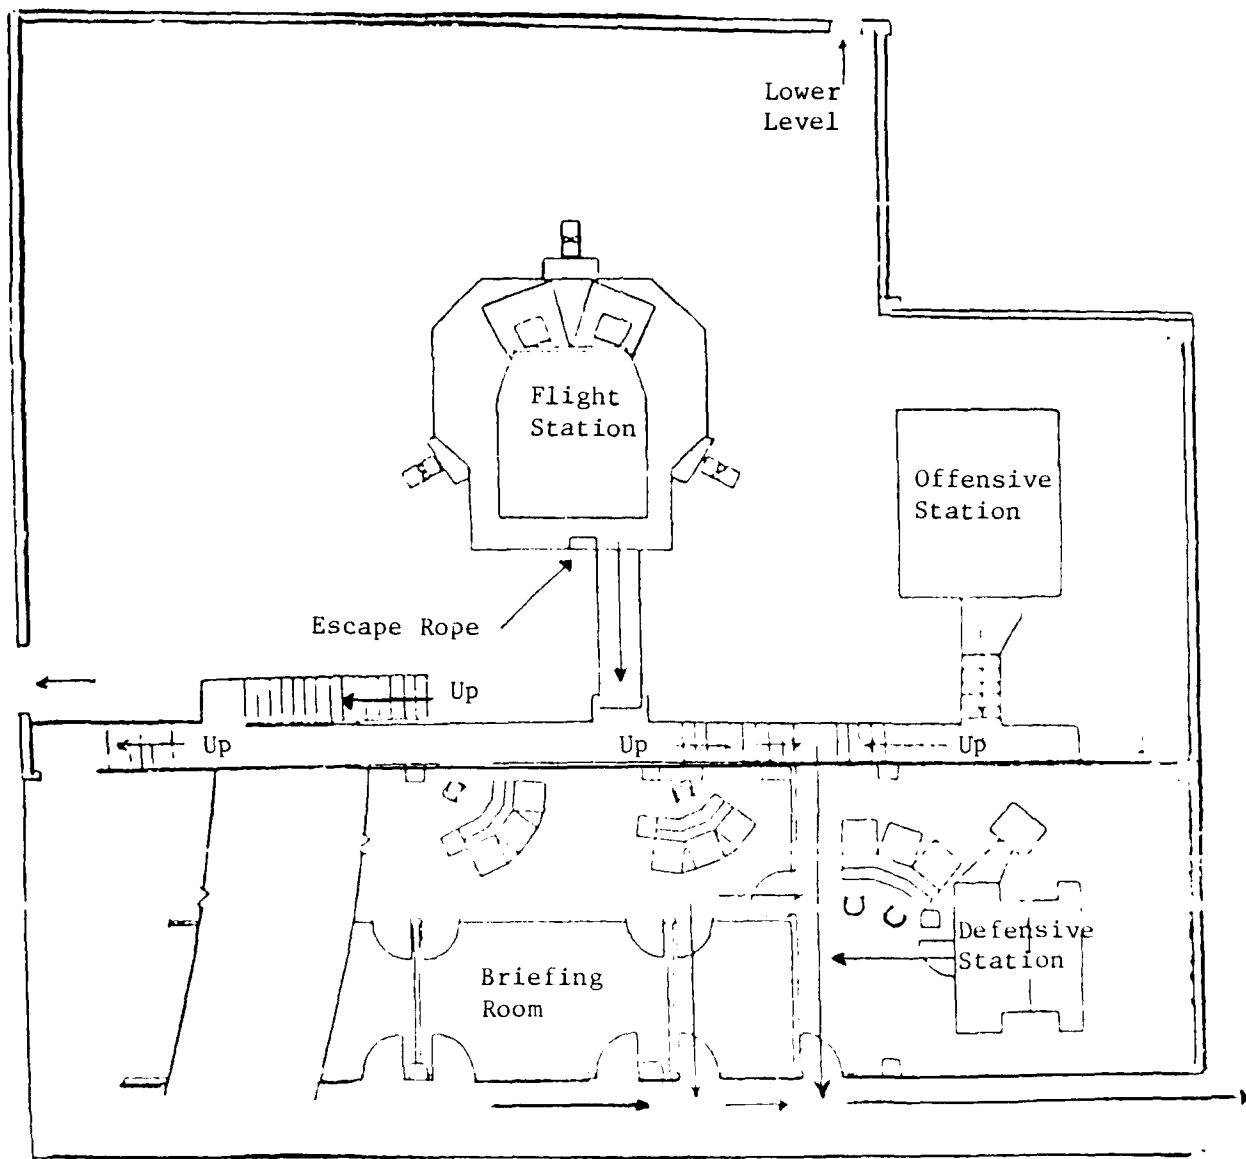 Lower
Level
Flight
Station
Offensive
Station
Escape Rope
Up
Up
Up
Up
Defensive
Station
Briefing
Room